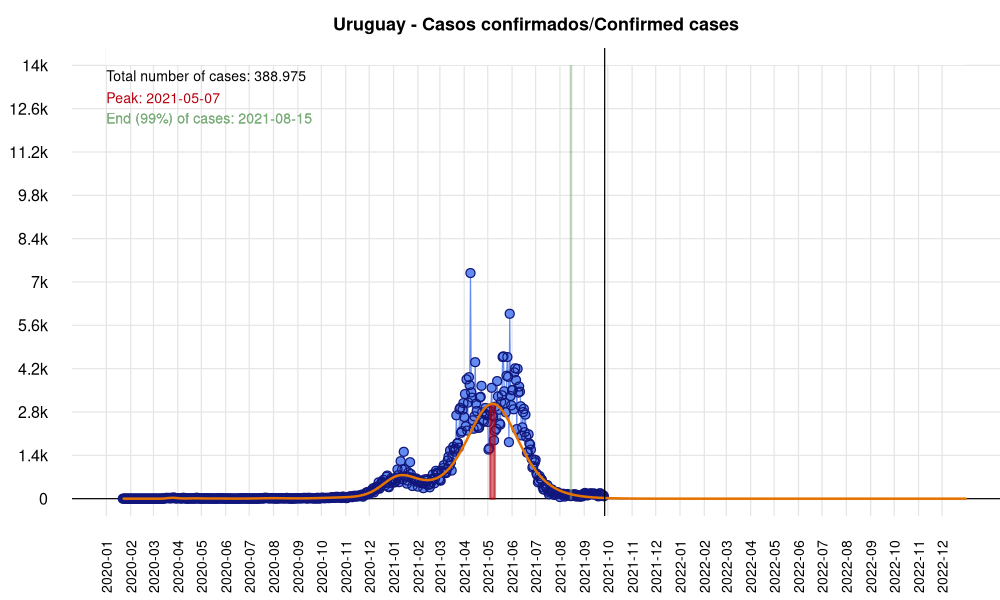 Uruguay - Casos confirmados/Confirmed cases
Total number of cases: 388.975
Peak: 2021-05-07
End (99%) of cases: 2021-08-15
14k
12.6k
11.2k
9.8k
8.4k
7k
5.6k
4.2k
2.8k
1.4k
0
2020-01
2020-02
2020-03
2020-04
2020-05
2020-06
2020-07
2020-08
2020-09
2020-10
2020-11
2020-12
2021-01
2021-02
2021-03
2021-04
2021-05
2021-06
2021-07
2021-08
2021-09
2021-10
2021-11
2021-12
2022-01
2022-02
2022-03
2022-04
2022-05
2022-06
2022-07
2022-08
2022-09
2022-10
2022-11
2022-12